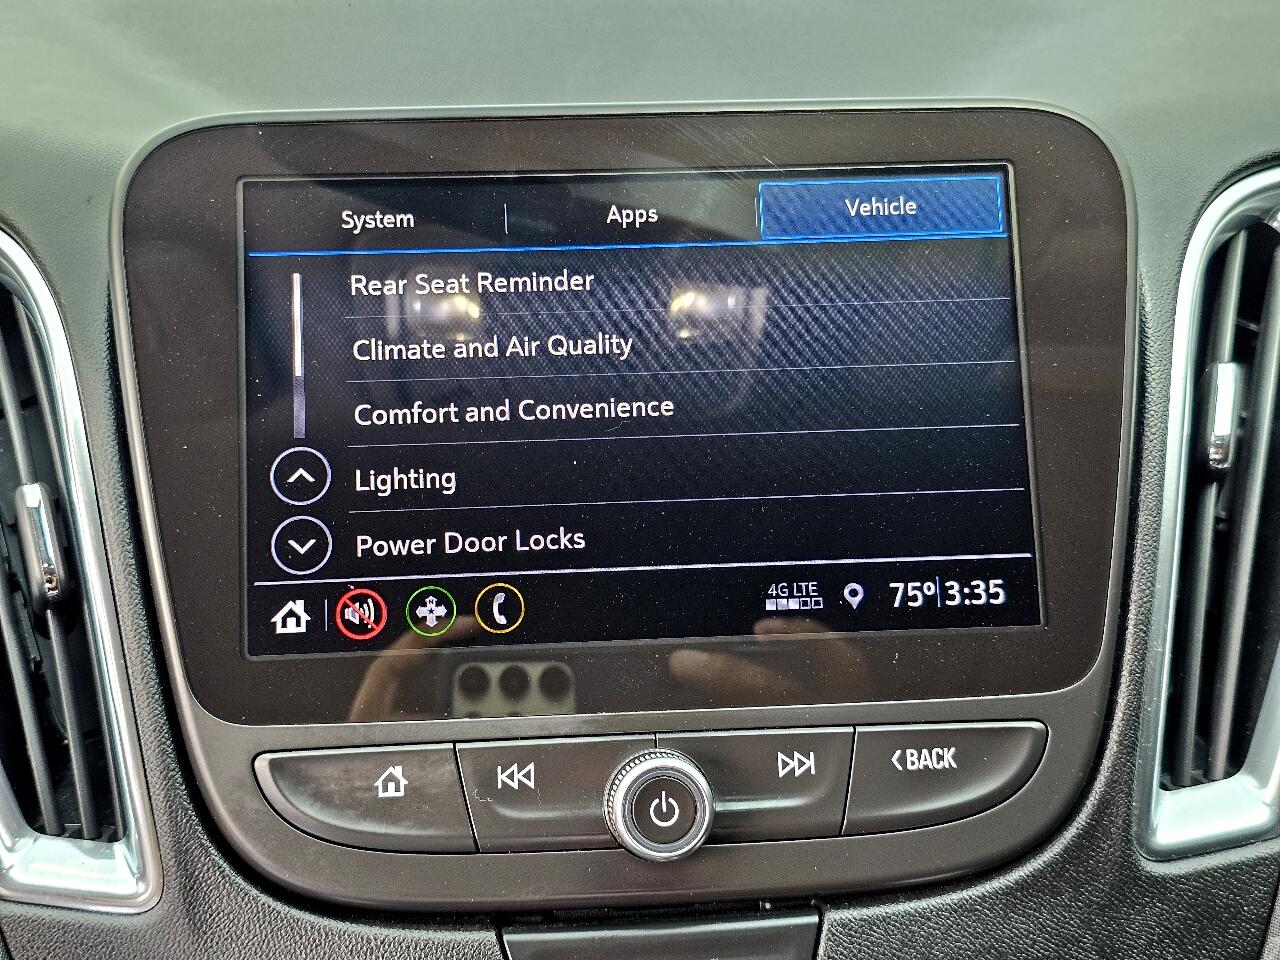 System Apps Vehicle
Rear Seat Reminder
Climate and Air Quality
Comfort and Convenience
Lighting
Power Door Locks
4G LTE
75° 3:35
BACK